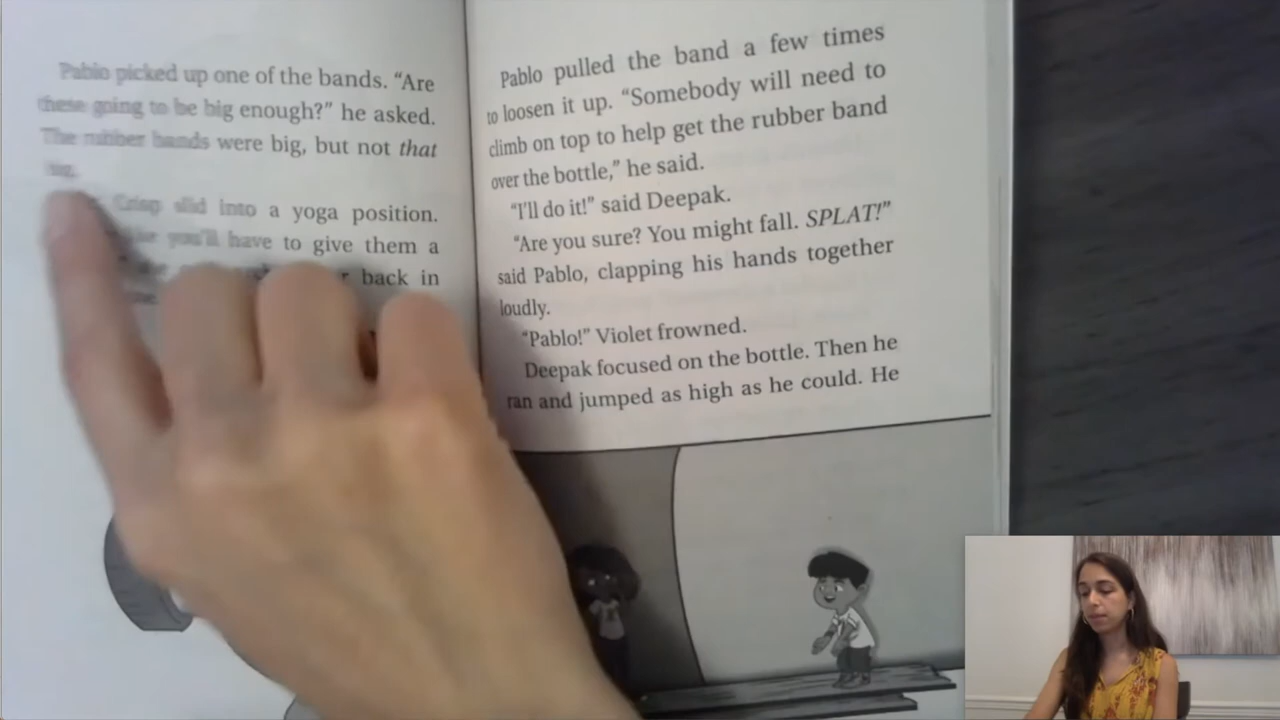 Pablo picked up one of the bands. “Are
these going to be big enough?” he asked.
The rubber bands were big, but not that
big.
Crisp slid into a yoga position.
you’ll have to give them a
back in
Pablo pulled the band a few times
to loosen it up. “Somebody will need to
climb on top to help get the rubber band
over the bottle,” he said.
“I’ll do it!” said Deepak.
“Are you sure? You might fall. SPLAT!”
said Pablo, clapping his hands together
loudly.
“Pablo!” Violet frowned.
Deepak focused on the bottle. Then he
ran and jumped as high as he could. He